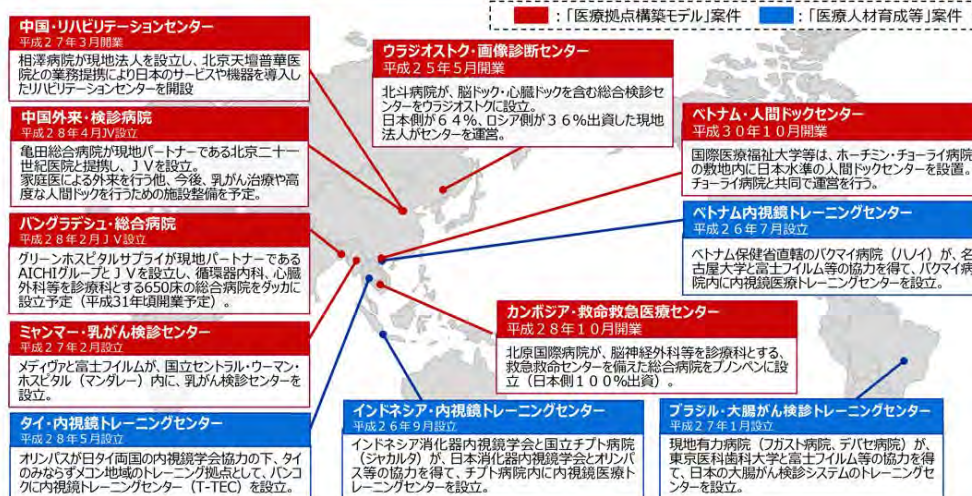 :「医療拠点構築モデル」案件
:「医療人材育成等」案件
中国・リハビリテーションセンター
平成27年3月開業
相澤病院が現地法人を設立し、北京天壇普華医
院との業務提携により日本のサービスや機器を導入し
たリハビリテーションセンターを開設
中国外来・検診病院
平成28年4月JV設立
亀田総合病院が現地パートナーである北京二十一
世紀医院と提携し、JVを設立。
家庭医による外来を行う他、今後、乳がん治療や高
度な人間ドックを行うための施設整備を予定。
バングラデシュ・総合病院
平成28年2月JV設立
グリーンホスピタルサプライが現地パートナーである
AICHIグループとJVを設立し、循環器内科、心臓
外科等を診療科とする650床の総合病院をダッカに
設立予定(平成31年頃開業予定)。
ミャンマー・乳がん検診センター
平成27年2月設立
メディヴァと富士フイルムが、国立セントラル・ウーマン・
ホスピタル(マンダレー)内に、乳がん検診センターを
設立。
タイ・内視鏡トレーニングセンター
平成28年5月設立
オリンパスが日タイ両国の内視鏡学会協力の下、タイ
のみならずメコン地域のトレーニング拠点として、バンコ
クに内視鏡トレーニングセンター(T-TEC)を設立。
ウラジオストク・画像診断センター
平成25年5月開業
北斗病院が、脳ドック・心臓ドックを含む総合検診セ
ンターをウラジオストクに設立。
日本側が64%、ロシア側が36%出資した現地
法人がセンターを運営。
ベトナム・人間ドック・センター
平成30年10月開業
国際医療福祉大学等は、ホーチミン・チョーライ病院
の敷地内に日本水準の人間ドックセンターを設置。
チョーライ病院と共同で運営を行う。
ベトナム内視鏡トレーニングセンター
平成26年7月設立
ベトナム保健省直轄のバクマイ病院(ハノイ)が、名
古屋大学と富士フイルム等の協力を得て、バクマイ病
院内に内視鏡医療トレーニングセンターを設立。
カンボジア・救命救急医療センター
平成28年10月開業
北原国際病院が、脳神経外科等を診療科とする、
救急救命センターを備えた総合病院をプノンペンに設
立(日本側100%出資)。
インドネシア・内視鏡トレーニングセンター
平成26年9月設立
インドネシア消化器内視鏡学会と国立チプト病院
(ジャカルタ)が、日本消化器内視鏡学会とオリンパ
ス等の協力を得て、チプト病院内に内視鏡医療ト
レーニングセンターを設立。
ブラジル・大腸がん検診トレーニングセンター
平成27年1月設立
現地有力病院(フガスト病院、デパセ病院)が、
東京医科歯科大学と富士フイルム等の協力を得
て、日本の大腸がん検診システムのトレーニングセ
ンターを設立。